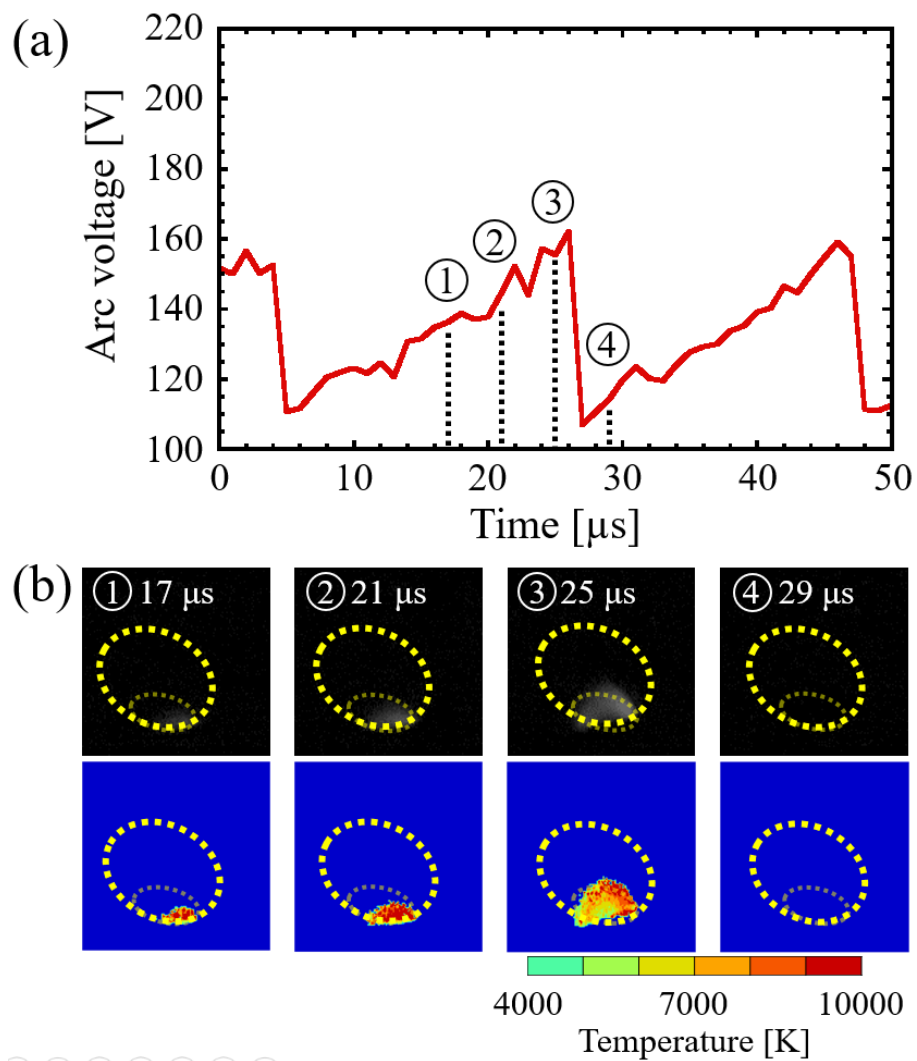 (a)
220
200
180
160
140
120
100
Arc voltage [V]
① ② ③ ④
0 10 20 30 40 50
Time [μs]
(b)
① 17 μs ② 21 μs ③ 25 μs ④ 29 μs
4000 7000 10000
Temperature [K]